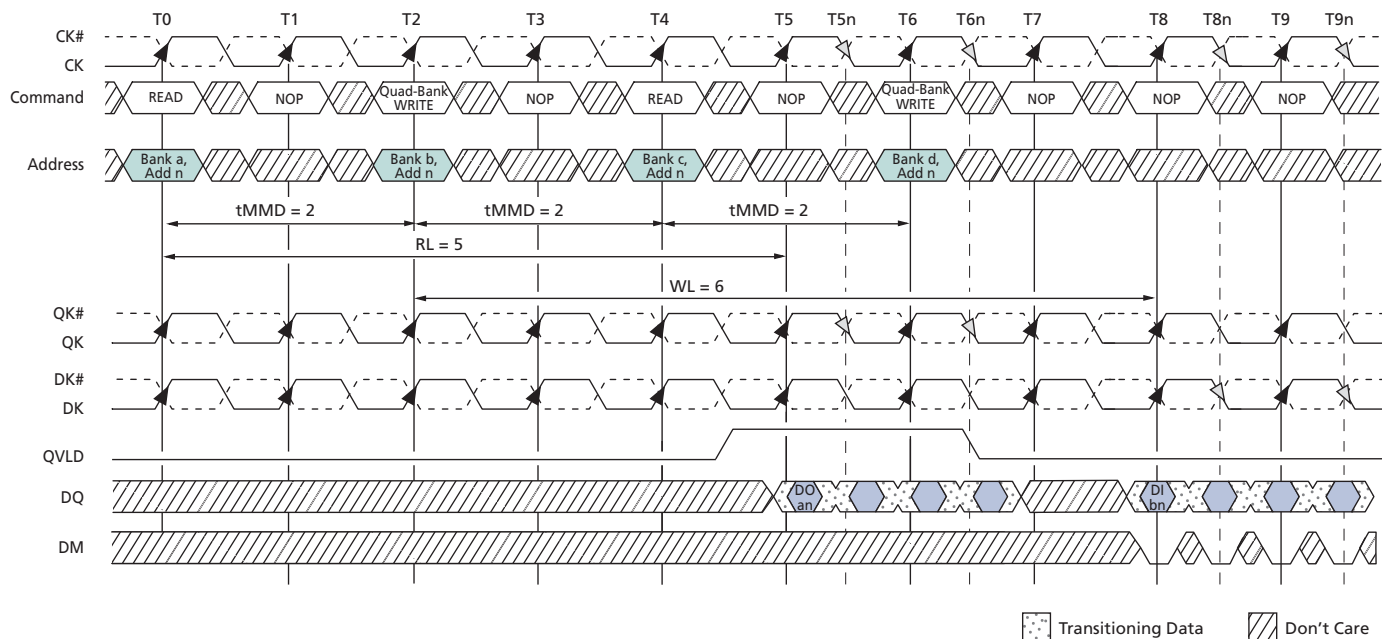 T0 T1 T2 T3 T4 T5 T5n T6 T6n T7 T8 T8n T9 T9n
CK#
CK
Command READ NOP Quad-Bank WRITE NOP READ NOP Quad-Bank WRITE NOP NOP NOP
Address Bank a, Add n Bank b, Add n Bank c, Add n Bank d, Add n
tMMD = 2 tMMD = 2 tMMD = 2
RL = 5
WL = 6
QK#
QK
DK#
DK
QVLD
DQ DO an DI bn
DM
Transitioning Data Don't Care